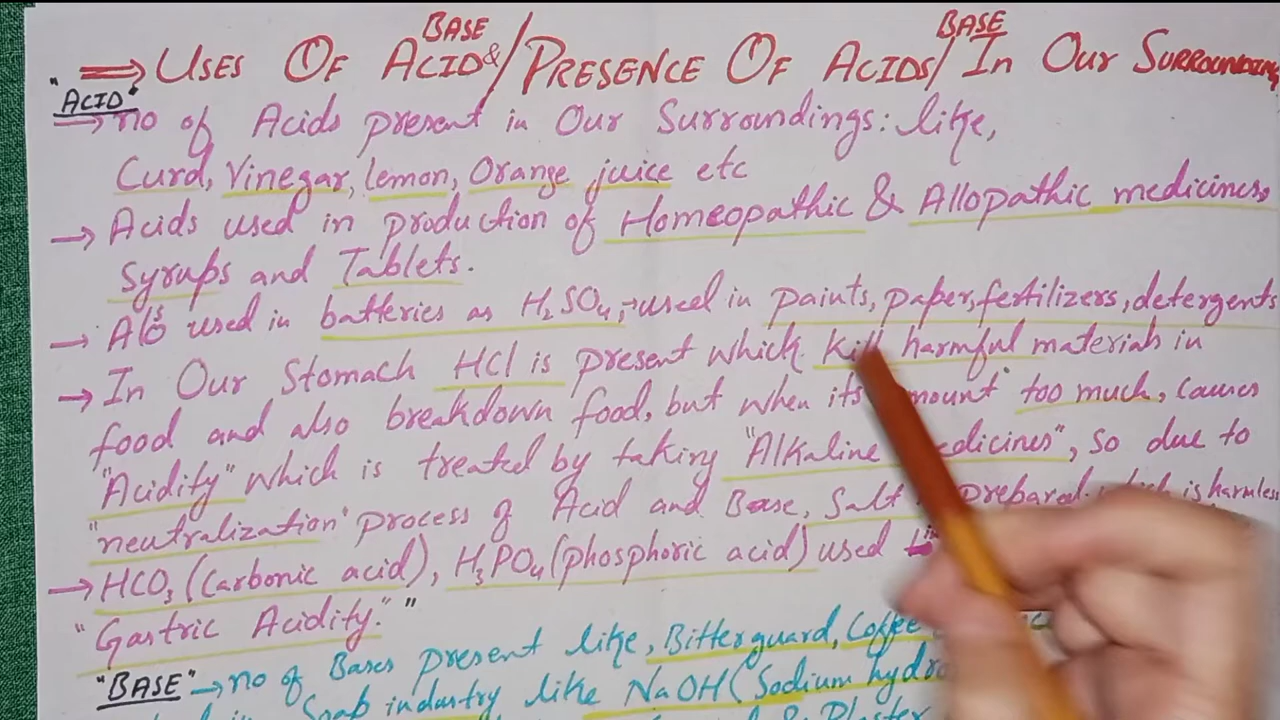 BASE BASE
⇒ USES OF ACID & / PRESENCE OF ACIDS / In Our SURROUNDING
"ACID"
→ no of Acids present in Our Surroundings: like,
Curd, Vinegar, lemon, Orange juice etc
→ Acids used in production of Homeopathic & Allopathic medicines
Syrups and Tablets.
→ Also used in batteries as H₂SO₄, used in paints, paper, fertilizers, detergents
→ In Our Stomach HCl is present which kill harmful materials in
food and also breakdown food, but when its too much, causes
"Acidity" which is treated by taking "Alkaline", so due to
"neutralization" process of Acid and Base, Salt prepared is harmless
→ HCO₃ (Carbonic acid), H₃PO₄ (phosphoric acid) used in
"Gastric Acidity."
"BASE" → no of Bases present like, Bitterguard, Coffee
Soap industry like NaOH (Sodium
Plaster